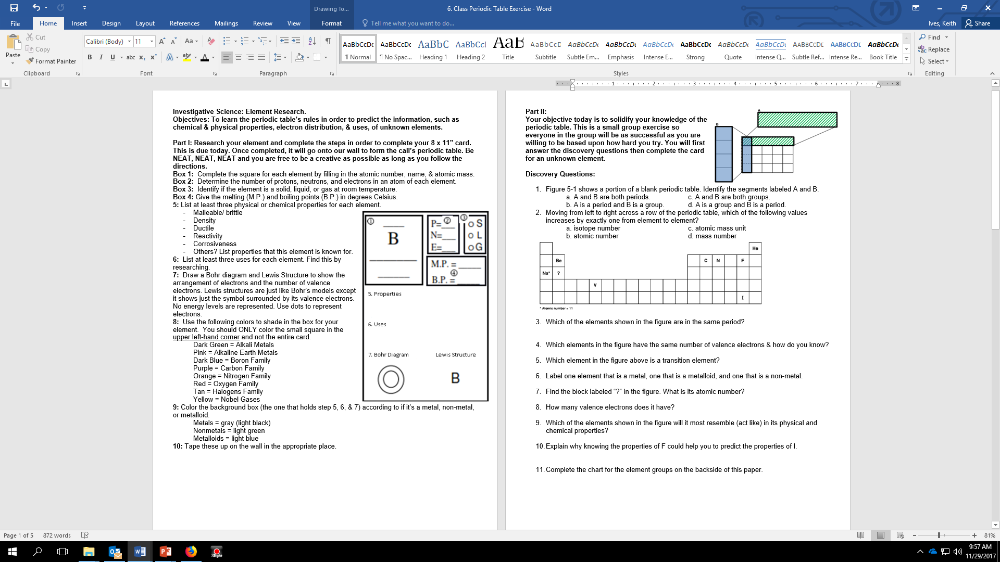 Drawing To...
6. Class Periodic Table Exercise - Word
File
Home
Insert
Design
Layout
References
Mailings
Review
View
Format
Tell me what you want to do...
Ives, Keith
Share
Paste
Cut
Copy
Format Painter
Clipboard
Calibri (Body)
11
Font
Paragraph
AaBbCcDc AaBbCcDc AaBbC AaBbCcl AaB AaBbCcD AaBbCcDc AaBbCcDc AaBbCcDc AaBbCcDc AaBbCcDc AaBbCcDc AABBCCDE AABBCCDE AaBbCcDc
¶ Normal ¶ No Spac... Heading 1 Heading 2 Title Subtitle Subtle Em... Emphasis Intense E... Strong Quote Intense Q... Subtle Ref... Intense Re... Book Title
Styles
Find
Replace
Select
Editing
1 2 3 4 5 6 7 8
Investigative Science: Element Research.
Objectives: To learn the periodic table's rules in order to predict the information, such as
chemical & physical properties, electron distribution, & uses, of unknown elements.
Part I: Research your element and complete the steps in order to complete your 8 x 11” card.
This is due today. Once completed, it will go onto our wall to form the call's periodic table. Be
NEAT, NEAT, NEAT and you are free to be a creative as possible as long as you follow the
directions.
Box 1: Complete the square for each element by filling in the atomic number, name, & atomic mass.
Box 2: Determine the number of protons, neutrons, and electrons in an atom of each element.
Box 3: Identify if the element is a solid, liquid, or gas at room temperature.
Box 4: Give the melting (M.P.) and boiling points (B.P.) in degrees Celsius.
5: List at least three physical or chemical properties for each element.
- Malleable/ brittle
- Density
- Ductile
- Reactivity
- Corrosiveness
- Others? List properties that this element is known for.
6: List at least three uses for each element. Find this by
researching.
7: Draw a Bohr diagram and Lewis Structure to show the
arrangement of electrons and the number of valence
electrons. Lewis structures are just like Bohr's models except
it shows just the symbol surrounded by its valence electrons.
No energy levels are represented. Use dots to represent
electrons.
8: Use the following colors to shade in the box for your
element. You should ONLY color the small square in the
upper left-hand corner and not the entire card.
Dark Green = Alkali Metals
Pink = Alkaline Earth Metals
Dark Blue = Boron Family
Purple = Carbon Family
Orange = Nitrogen Family
Red = Oxygen Family
Tan = Halogens Family
Yellow = Nobel Gases
9: Color the background box (the one that holds step 5, 6, & 7) according to if it's a metal, non-metal,
or metalloid.
Metals = gray (light black)
Nonmetals = light green
Metalloids = light blue
10: Tape these up on the wall in the appropriate place.
① B
② P=___
N=___
E=___
③ o S
o L
o G
M.P. = ____
④
B.P. = ____
5. Properties
6. Uses
7. Bohr Diagram Lewis Structure
B
Part II:
Your objective today is to solidify your knowledge of the
periodic table. This is a small group exercise so
everyone in the group will be as successful as you are
willing to be based upon how hard you try. You will first
answer the discovery questions then complete the card
for an unknown element.
A
B
Discovery Questions:
1. Figure 5-1 shows a portion of a blank periodic table. Identify the segments labeled A and B.
a. A and B are both periods. c. A and B are both groups.
b. A is a period and B is a group. d. A is a group and B is a period.
2. Moving from left to right across a row of the periodic table, which of the following values
increases by exactly one from element to element?
a. isotope number c. atomic mass unit
b. atomic number d. mass number
He
Be C N F
Na* ?
V
I
* Atomic number = 11
3. Which of the elements shown in the figure are in the same period?
4. Which elements in the figure have the same number of valence electrons & how do you know?
5. Which element in the figure above is a transition element?
6. Label one element that is a metal, one that is a metalloid, and one that is a non-metal.
7. Find the block labeled “?” in the figure. What is its atomic number?
8. How many valence electrons does it have?
9. Which of the elements shown in the figure will it most resemble (act like) in its physical and
chemical properties?
10. Explain why knowing the properties of F could help you to predict the properties of I.
11. Complete the chart for the element groups on the backside of this paper.
Page 1 of 5 872 words
81%
9:57 AM
11/29/2017